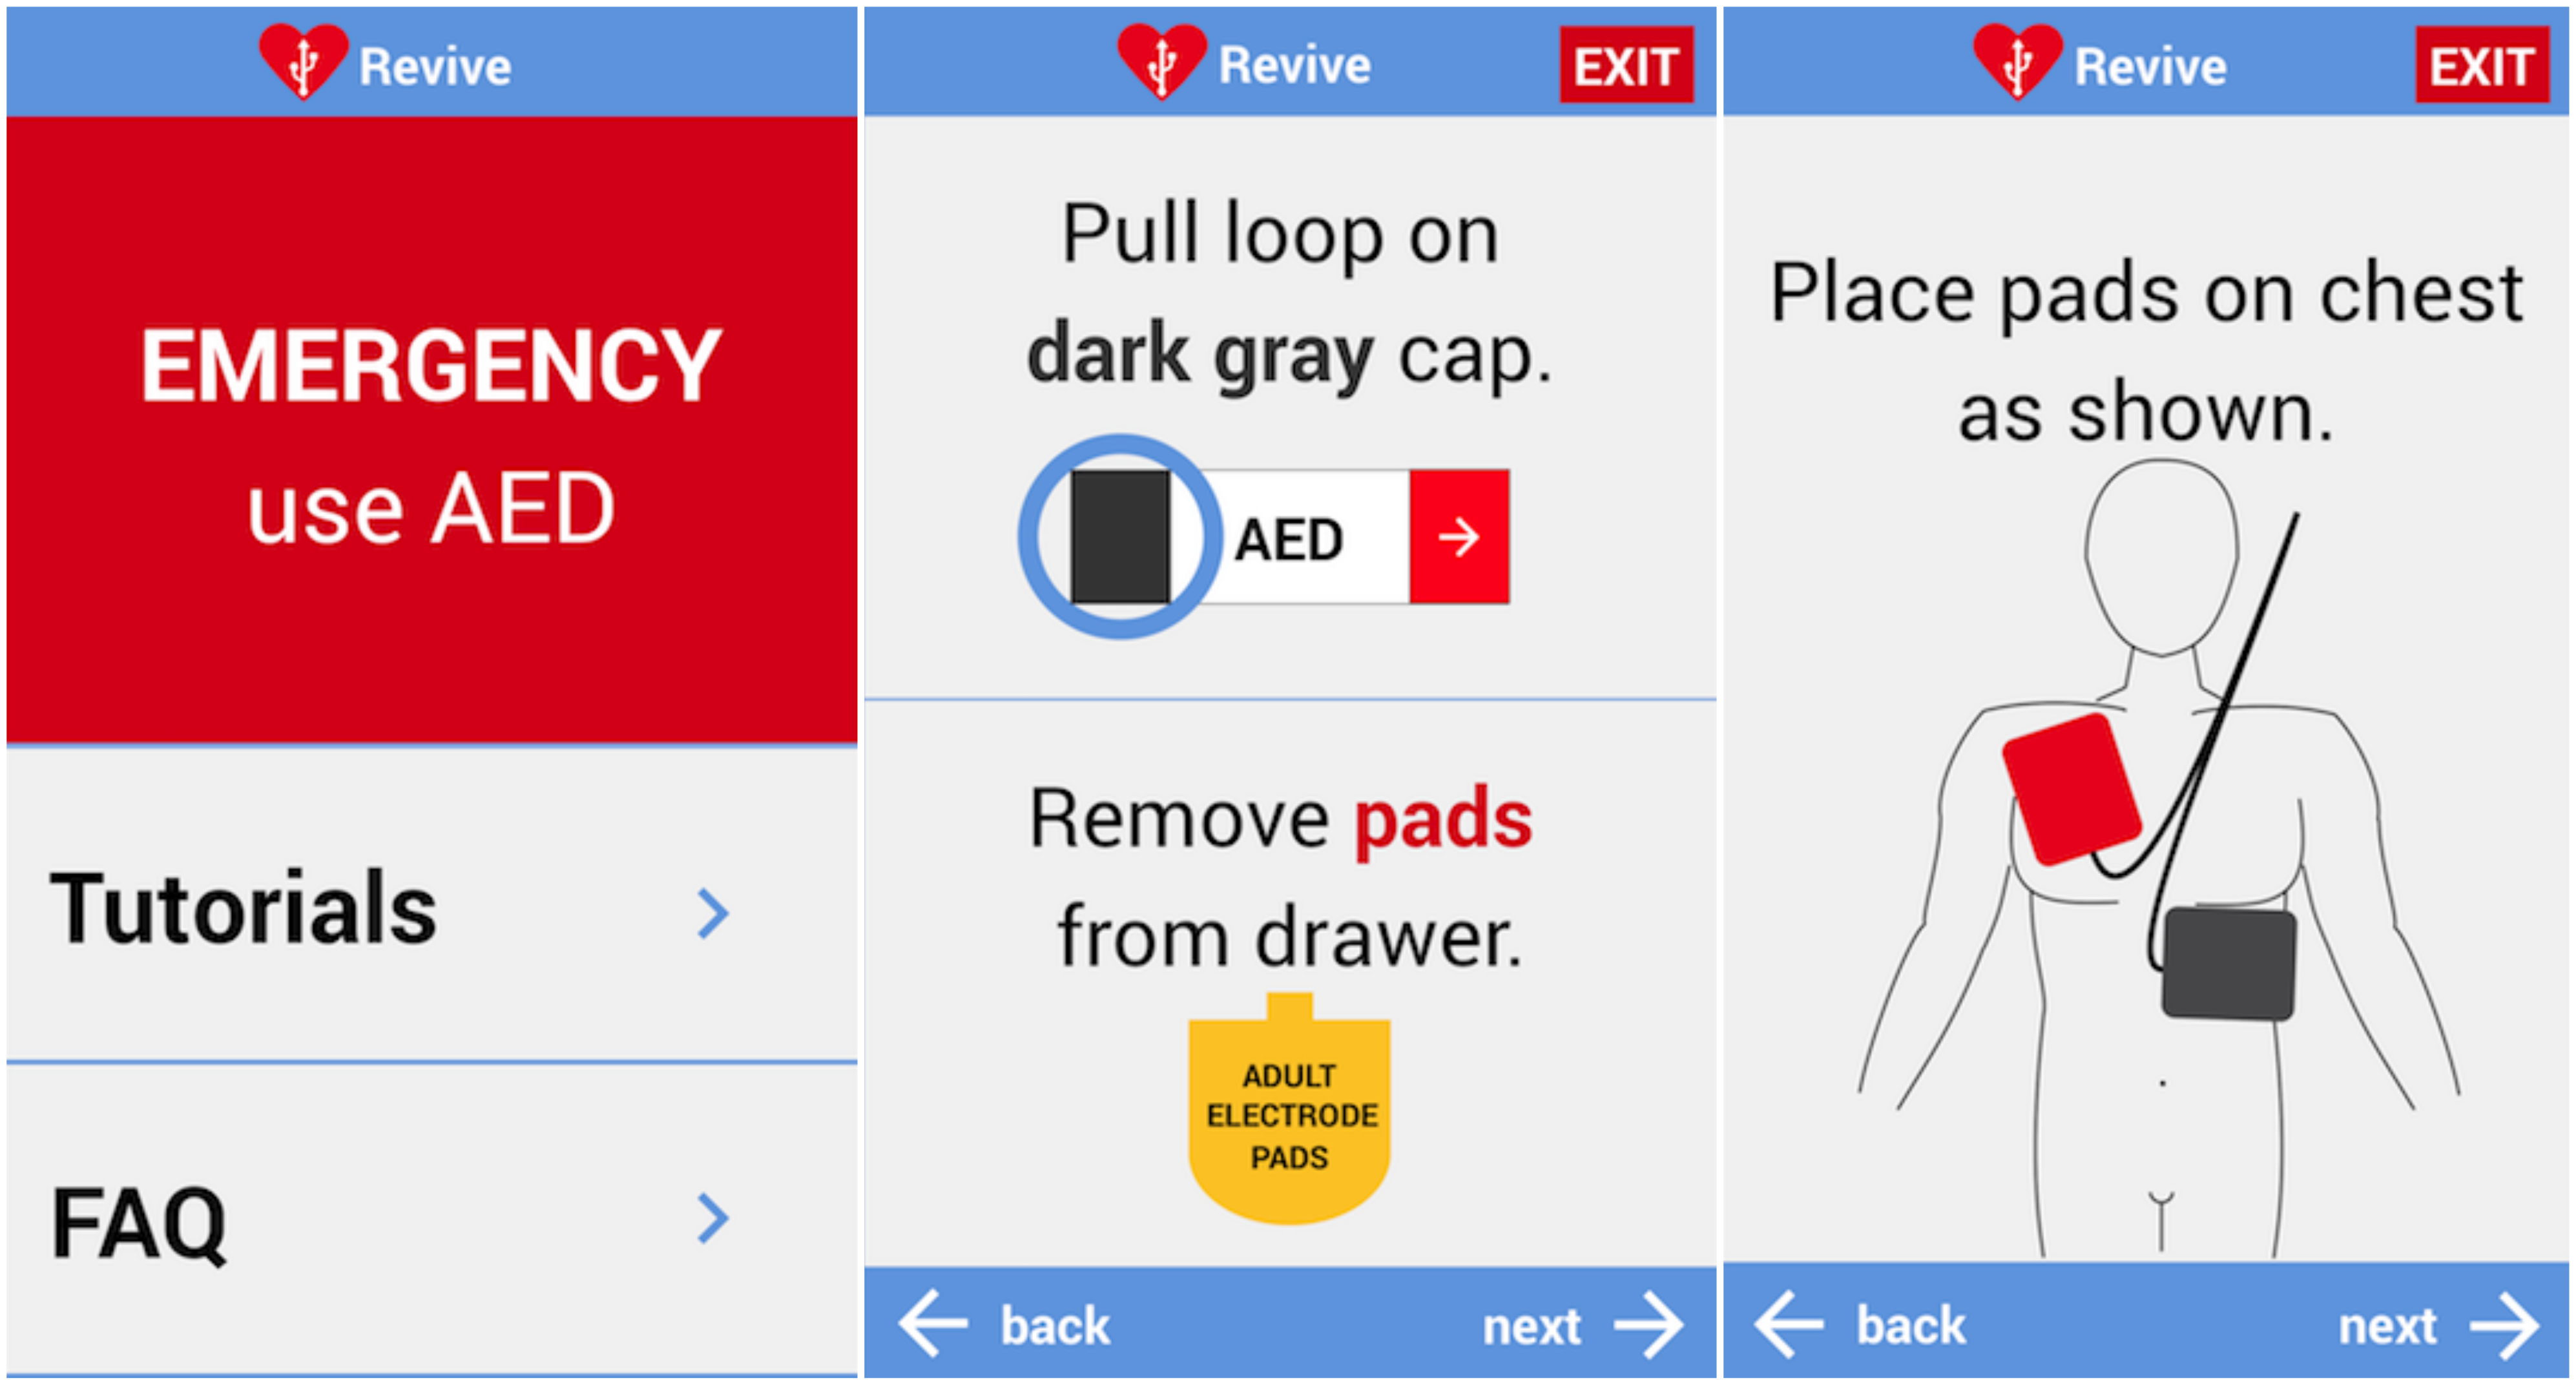 Revive
EMERGENCY
use AED
Tutorials
FAQ
Revive
EXIT
Pull loop on
dark gray cap.
AED
Remove pads
from drawer.
ADULT
ELECTRODE
PADS
back
next
Revive
EXIT
Place pads on chest
as shown.
back
next